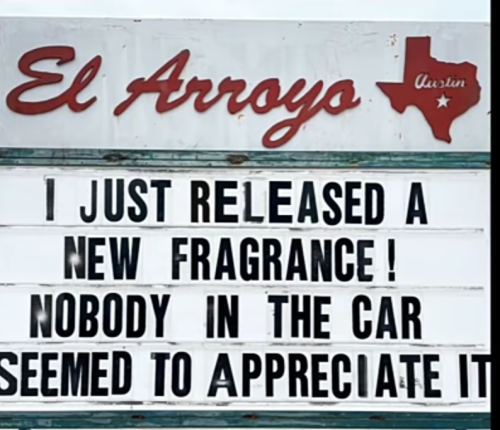 El Arroyo
Austin
I JUST RELEASED A
NEW FRAGRANCE!
NOBODY IN THE CAR
SEEMED TO APPRECIATE IT